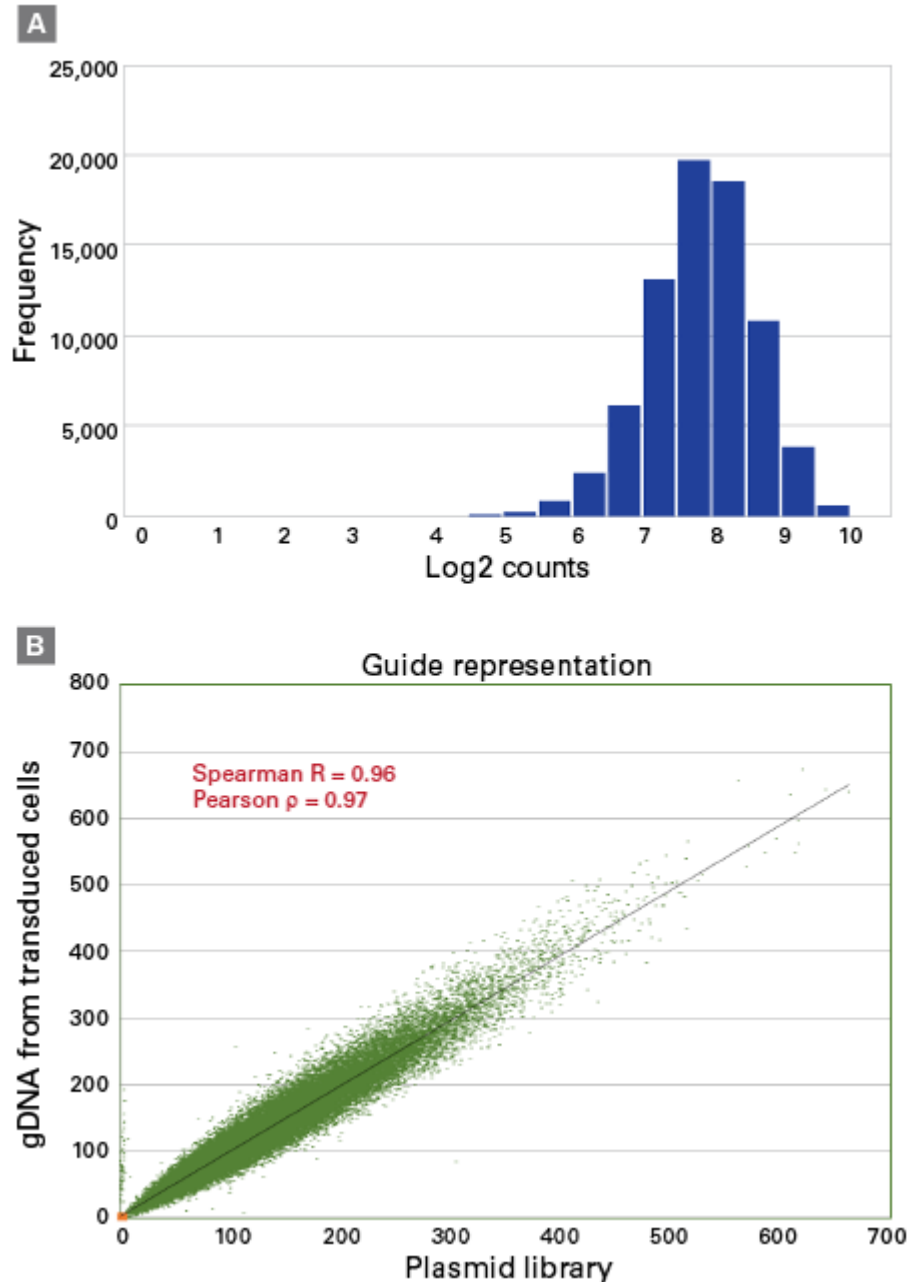 A
25,000
20,000
15,000
10,000
5,000
0
Frequency
0 1 2 3 4 5 6 7 8 9 10
Log2 counts
B
Guide representation
800
700
600
500
400
300
200
100
0
gDNA from transduced cells
Spearman R = 0.96
Pearson ρ = 0.97
0 100 200 300 400 500 600 700
Plasmid library